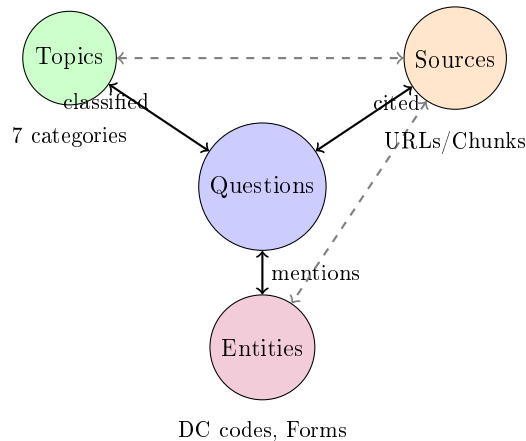 Topics
Sources
classified
cited
7 categories
URLs/Chunks
Questions
mentions
Entities
DC codes, Forms